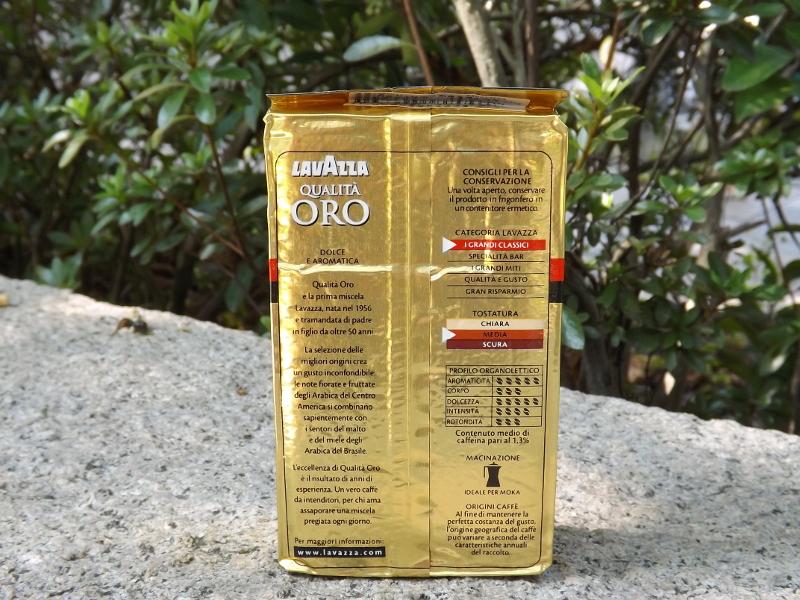 LAVAZZA
QUALITÀ
ORO
DOLCE
E AROMATICA
Qualità Oro
è la prima miscela
Lavazza, nata nel 1956
e tramandata di padre
in figlio da oltre 50 anni
La selezione delle
migliori origini crea
un gusto inconfondibile:
le note fiorate e fruttate
degli Arabica del Centro
America si combinano
sapientemente con
i sentori del malto
e del miele degli
Arabica del Brasile.
L'eccellenza di Qualità Oro
è il risultato di anni di
esperienza. Un vero caffè
da intenditori, per chi ama
assaporare una miscela
pregiata ogni giorno.
Per maggiori informazioni:
www.lavazza.com
CONSIGLI PER LA
CONSERVAZIONE
Una volta aperto, conservare
il prodotto in frigorifero in
un contenitore ermetico.
CATEGORIA LAVAZZA
I GRANDI CLASSICI
SPECIALITÀ BAR
I GRANDI MITI
QUALITÀ E GUSTO
GRAN RISPARMIO
TOSTATURA
CHIARA
MEDIA
SCURA
PROFILO ORGANOLETTICO
AROMATICITÀ
CORPO
DOLCEZZA
INTENSITÀ
ROTONDITÀ
Contenuto medio di
caffeina pari al 1,3%
MACINAZIONE
IDEALE PER MOKA
ORIGINI CAFFÈ
Al fine di mantenere la
perfetta costanza del gusto,
l'origine geografica del caffè
può variare a seconda delle
caratteristiche annuali
del raccolto.